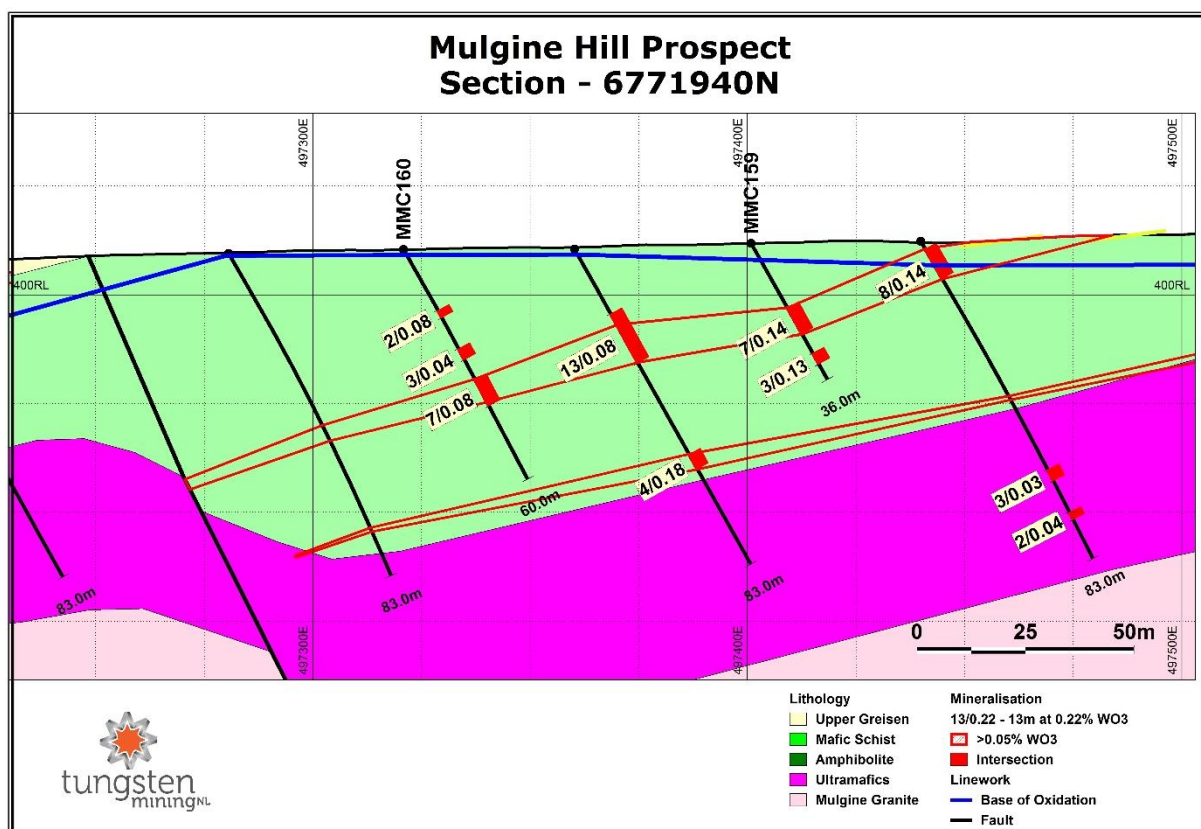 Mulgine Hill Prospect
Section - 6771940N
497300E
497400E
497500E
MMC160
MMC159
400RL
400RL
2/0.08
3/0.04
7/0.08
13/0.08
4/0.18
7/0.14
3/0.13
8/0.14
3/0.03
2/0.04
36.0m
60.0m
83.0m
83.0m
83.0m
83.0m
497300E
497400E
497500E
0 25 50m
Lithology
Upper Greisen
Mafic Schist
Amphibolite
Ultramafics
Mulgine Granite
Mineralisation
13/0.22 - 13m at 0.22% WO3
>0.05% WO3
Intersection
Linework
Base of Oxidation
Fault
tungsten
miningNL